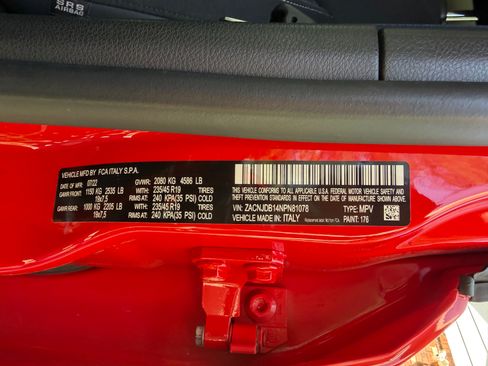 SRS
AIRBAG
VEHICLE MFD BY FCA ITALY S.P.A.
07/22 GVWR: 2080 KG 4586 LB
GAWR FRONT: 1150 KG 2535 LB WITH: 235/45 R19 TIRES
19x7.5 RIMS AT: 240 KPA(35 PSI) COLD
GAWR REAR: 1000 KG 2205 LB WITH: 235/45 R19 TIRES
19x7.5 RIMS AT: 240 KPA(35 PSI) COLD
THIS VEHICLE CONFORMS TO ALL APPLICABLE U.S.A. FEDERAL MOTOR VEHICLE SAFETY AND
THEFT PREVENTION STANDARDS IN EFFECT ON THE DATE OF MANUFACTURE SHOWN ABOVE.
VIN: ZACNJDB14NPN81078 TYPE: MPV
MADE IN: ITALY PAINT: 176